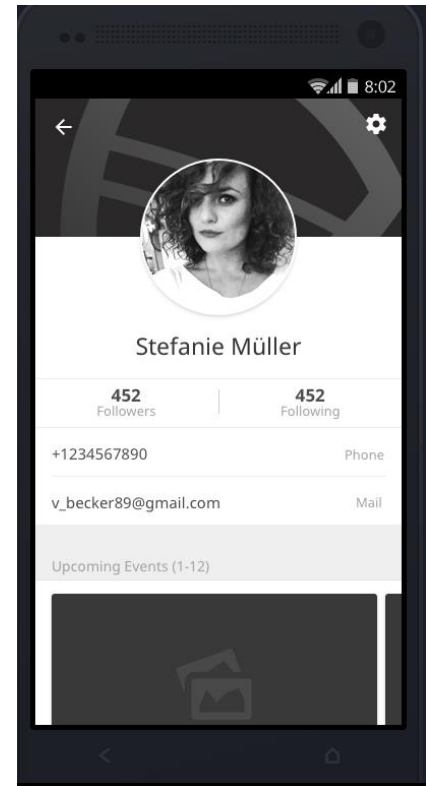 8:02
Stefanie Müller
452 452
Followers Following
+1234567890 Phone
v_becker89@gmail.com Mail
Upcoming Events (1-12)